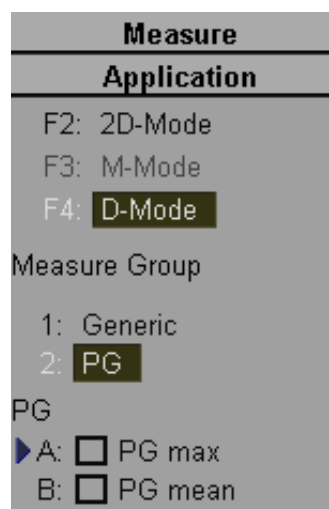 Measure
Application
F2: 2D-Mode
F3: M-Mode
F4: D-Mode
Measure Group
1: Generic
2: PG
PG
A: PG max
B: PG mean